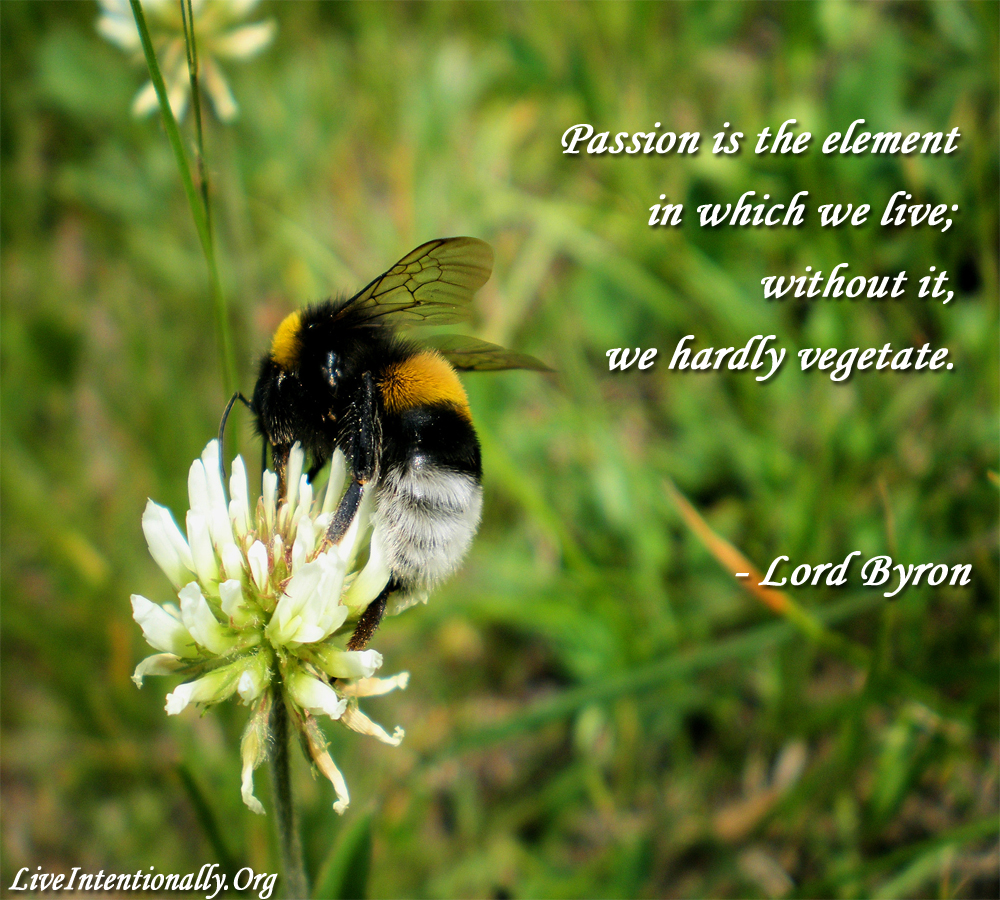 Passion is the element
in which we live;
without it,
we hardly vegetate.
- Lord Byron
LiveIntentionally.Org